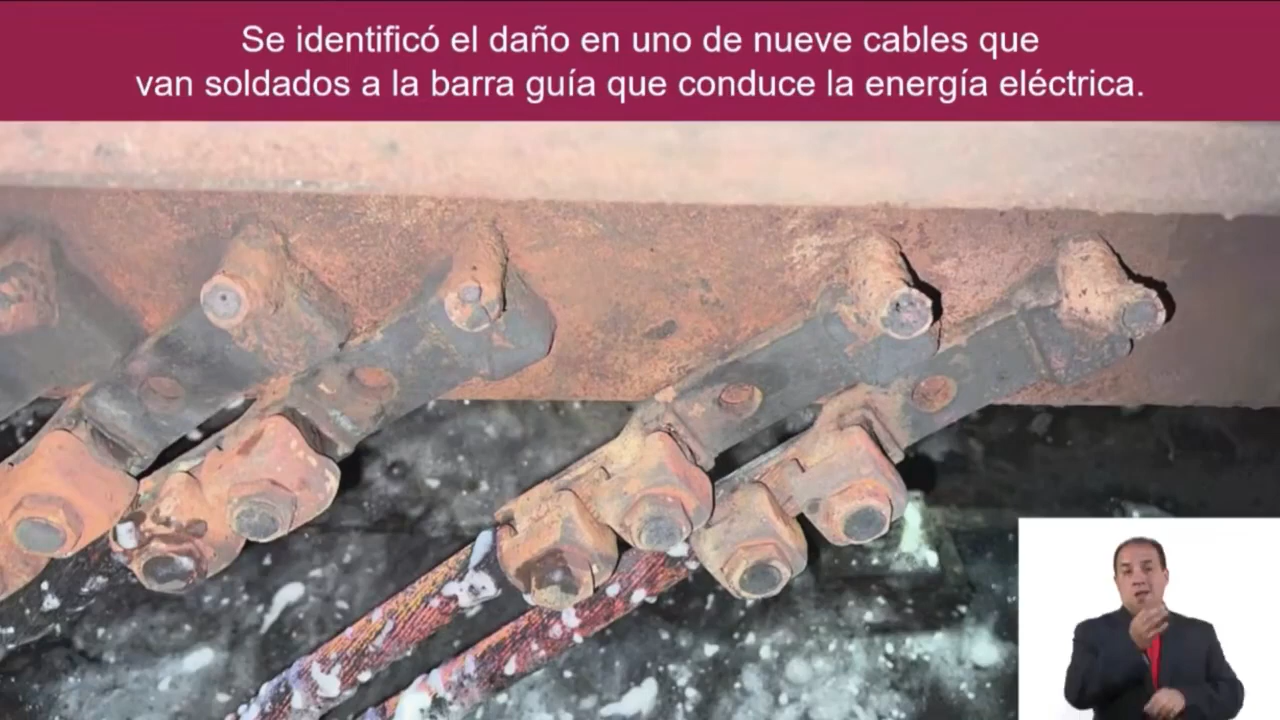 Se identificó el daño en uno de nueve cables que
van soldados a la barra guía que conduce la energía eléctrica.